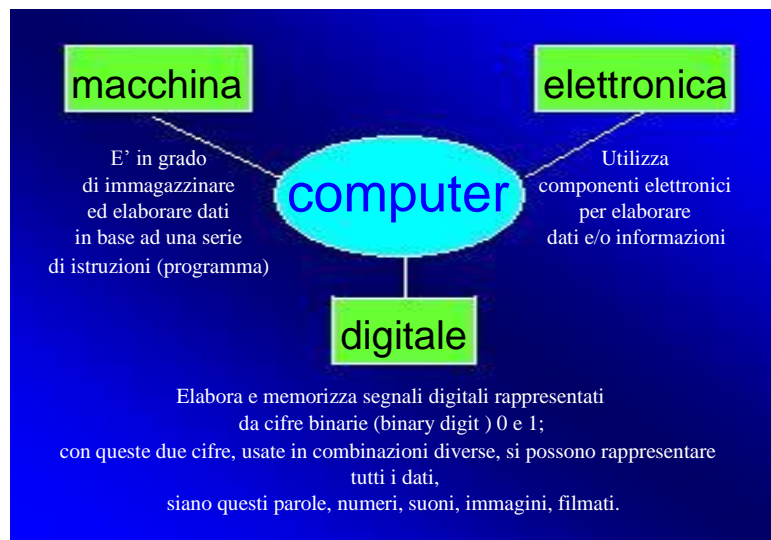 macchina
elettronica
E’ in grado
di immagazzinare
ed elaborare dati
in base ad una serie
di istruzioni (programma)
computer
Utilizza
componenti elettronici
per elaborare
dati e/o informazioni
digitale
Elabora e memorizza segnali digitali rappresentati
da cifre binarie (binary digit ) 0 e 1;
con queste due cifre, usate in combinazioni diverse, si possono rappresentare
tutti i dati,
siano questi parole, numeri, suoni, immagini, filmati.